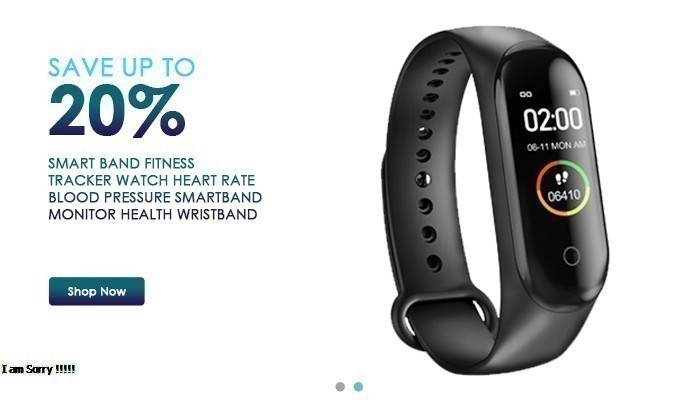 SAVE UP TO
20%
SMART BAND FITNESS
TRACKER WATCH HEART RATE
BLOOD PRESSURE SMARTBAND
MONITOR HEALTH WRISTBAND
Shop Now
I am Sorry !!!!!
02:00
06-11 MON AM
06410